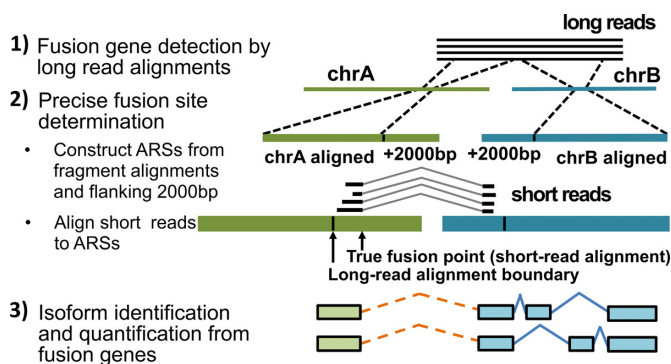 long reads
1) Fusion gene detection by
long read alignments
chrA
chrB
2) Precise fusion site
determination
chrA aligned
+2000bp
+2000bp
chrB aligned
• Construct ARSs from
fragment alignments
and flanking 2000bp
short reads
• Align short reads
to ARSs
True fusion point (short-read alignment)
Long-read alignment boundary
3) Isoform identification
and quantification from
fusion genes